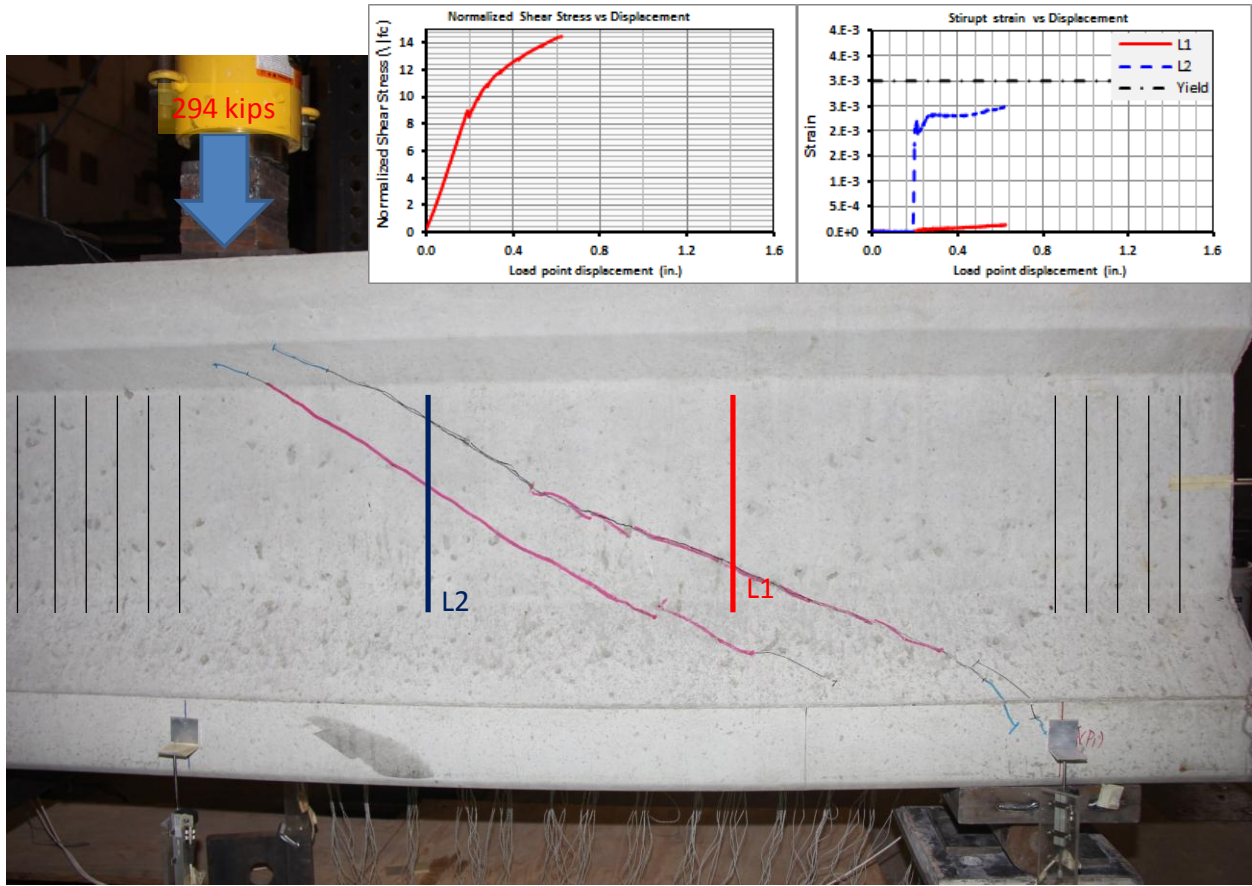 Normalized Shear Stress vs Displacement
Normalized Shear Stress (\|fc)
14
12
10
8
6
4
2
0
0.0 0.4 0.8 1.2 1.6
Load point displacement (in.)
Stirupt strain vs Displacement
Strain
4.E-3
4.E-3
3.E-3
3.E-3
2.E-3
2.E-3
1.E-3
5.E-4
0.E+0
0.0 0.4 0.8 1.2 1.6
Load point displacement (in.)
L1
L2
Yield
294 kips
L2
L1